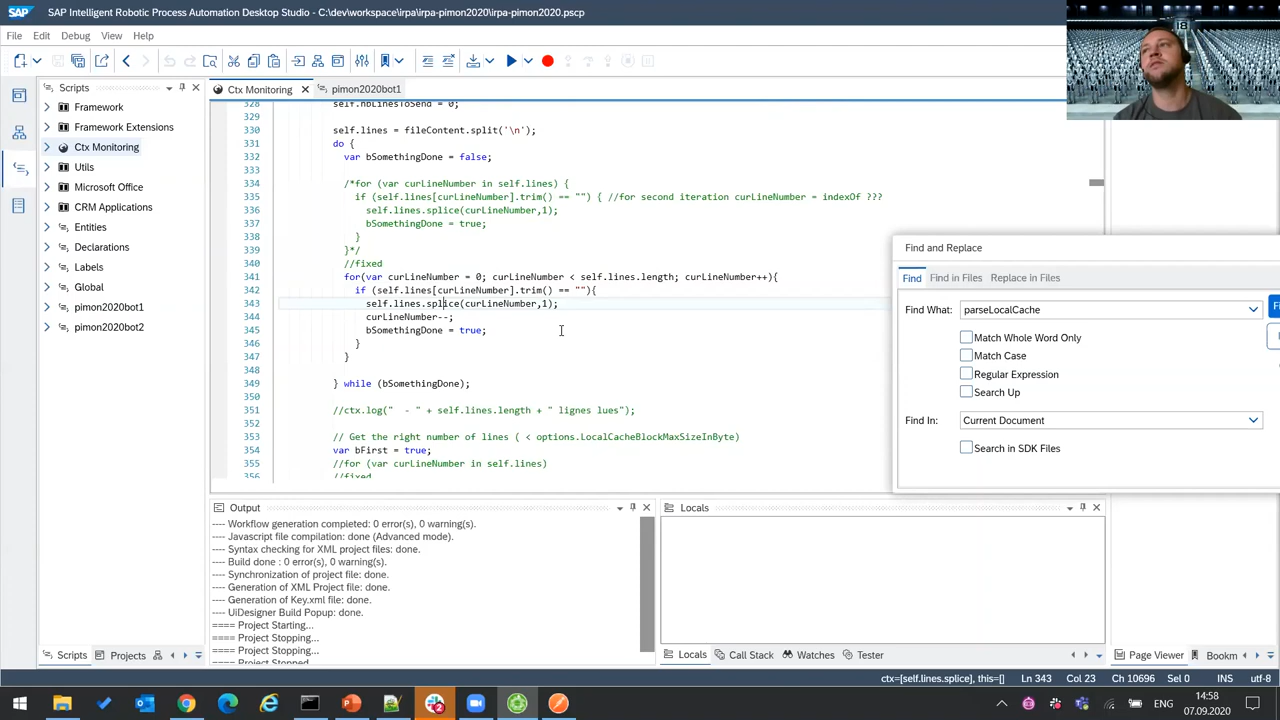 SAP SAP Intelligent Robotic Process Automation Desktop Studio - C:\dev\workspace\irpa\irpa-pimon2020\irpa-pimon2020.pscp
File Edit Debug View Help
Scripts
Ctx Monitoring
pimon2020bot1
Framework
Framework Extensions
Ctx Monitoring
Utils
Microsoft Office
CRM Applications
Entities
Declarations
Labels
Global
pimon2020bot1
pimon2020bot2
328 self.nbLinesToSend = 0;
329
330 self.lines = fileContent.split('\n');
331 do {
332 var bSomethingDone = false;
333
334 /*for (var curLineNumber in self.lines) {
335 if (self.lines[curLineNumber].trim() == "") { //for second iteration curLineNumber = indexOf ???
336 self.lines.splice(curLineNumber,1);
337 bSomethingDone = true;
338 }
339 }*/
340 //fixed
341 for(var curLineNumber = 0; curLineNumber < self.lines.length; curLineNumber++){
342 if (self.lines[curLineNumber].trim() == ""){
343 self.lines.splice(curLineNumber,1);
344 curLineNumber--;
345 bSomethingDone = true;
346 }
347 }
348
349 } while (bSomethingDone);
350
351 //ctx.log(" - " + self.lines.length + " lignes lues");
352
353 // Get the right number of lines ( < options.LocalCacheBlockMaxSizeInByte)
354 var bFirst = true;
355 //for (var curLineNumber in self.lines)
356 //fixed
Find and Replace
Find Find in Files Replace in Files
Find What: parseLocalCache
Match Whole Word Only
Match Case
Regular Expression
Search Up
Find In: Current Document
Search in SDK Files
Output
---- Workflow generation completed: 0 error(s), 0 warning(s).
---- Javascript file compilation: done (Advanced mode).
---- Syntax checking for XML project files: done.
---- Build done : 0 error(s), 0 warning(s).
---- Synchronization of project file: done.
---- Generation of XML Project file: done.
---- Generation of Key.xml file: done.
---- UiDesigner Build Popup: done.
==== Project Starting...
==== Project Stopping...
==== Project Stopping...
==== Project Stopped
Locals
Scripts Projects
Locals Call Stack Watches Tester
Page Viewer Bookm
ctx=[self.lines.splice], this=[] Ln 343 Col 23 Ch 10696 Sel 0 INS utf-8
ENG
14:58
07.09.2020